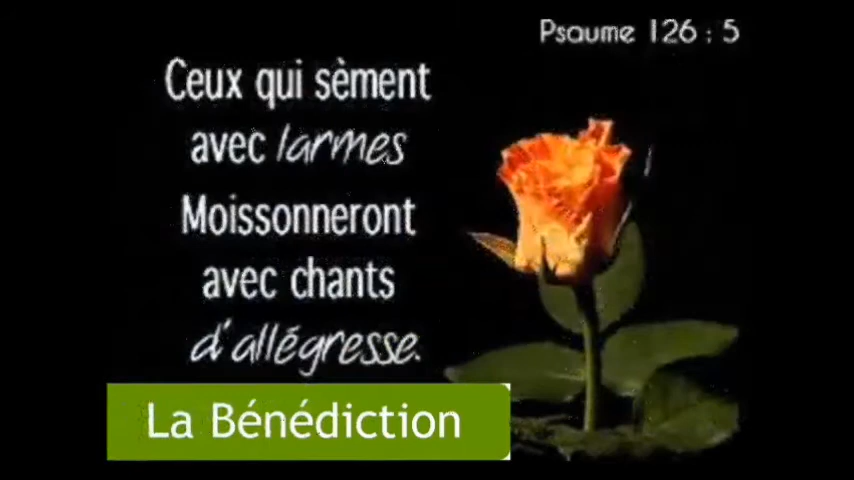 Psaume 126 : 5
Ceux qui sèment
avec larmes
Moissonneront
avec chants
d'allégresse.
La Bénédiction